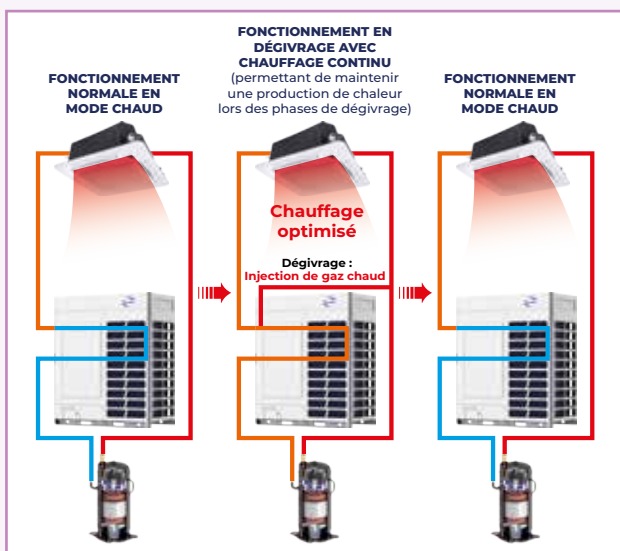 FONCTIONNEMENT
NORMALE EN
MODE CHAUD
FONCTIONNEMENT EN
DÉGIVRAGE AVEC
CHAUFFAGE CONTINU
(permettant de maintenir
une production de chaleur
lors des phases de dégivrage)
FONCTIONNEMENT
NORMALE EN
MODE CHAUD
Chauffage
optimisé
Dégivrage :
Injection de gaz chaud